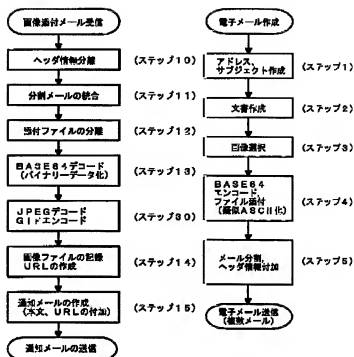 画像添付メール受信
ヘッダ情報分離
(ステップ10)
分割メールの統合
(ステップ11)
添付ファイルの分離
(ステップ12)
BASE64デコード
(バイナリーデータ化)
(ステップ13)
JPEGデコード
GIFエンコード
(ステップ30)
画像ファイルの記録
URLの作成
(ステップ14)
通知メールの作成
(本文、URLの付加)
(ステップ15)
通知メールの送信
電子メール作成
アドレス、
サブジェクト作成
(ステップ1)
文書作成
(ステップ2)
画像選択
(ステップ3)
BASE64
エンコード、
ファイル添付
(擬似ASCII化)
(ステップ4)
メール分割、
ヘッダ情報付加
(ステップ5)
電子メール送信
(複数メール)